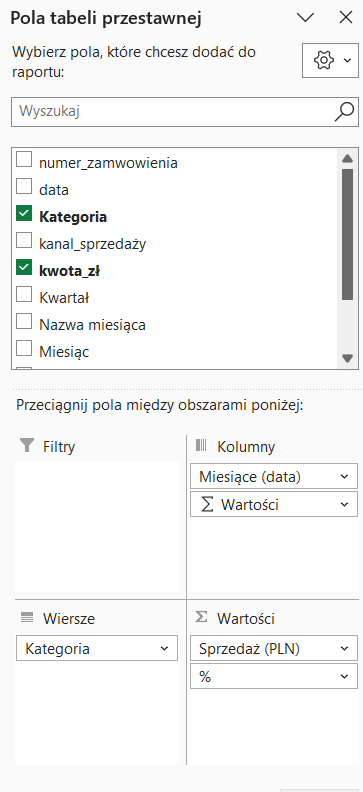 Pola tabeli przestawnej
Wybierz pola, które chcesz dodać do
raportu:
Wyszukaj
numer_zamwowienia
data
Kategoria
kanal_sprzedaży
kwota_zł
Kwartał
Nazwa miesiąca
Miesiąc
Przeciągnij pola między obszarami poniżej:
Filtry
Kolumny
Miesiące (data)
Σ Wartości
Wiersze
Σ Wartości
Kategoria
Sprzedaż (PLN)
%